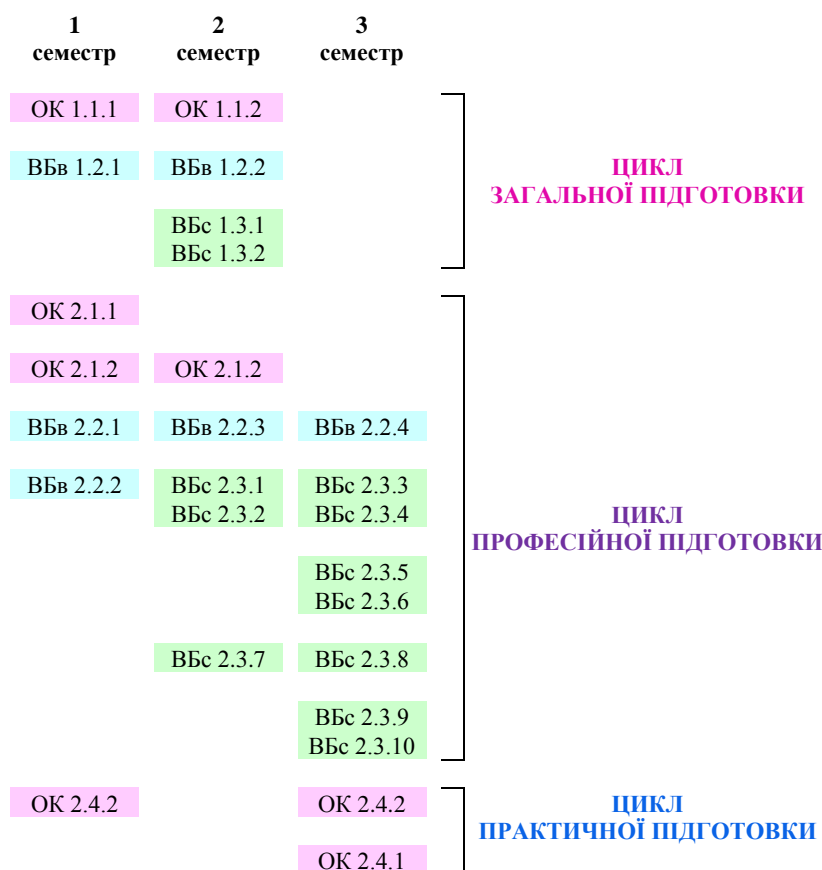 1 2 3
семестр семестр семестр
ОК 1.1.1 ОК 1.1.2
ВБв 1.2.1 ВБв 1.2.2
ЦИКЛ
ЗАГАЛЬНОЇ ПІДГОТОВКИ
ВБс 1.3.1
ВБс 1.3.2
ОК 2.1.1
ОК 2.1.2 ОК 2.1.2
ВБв 2.2.1 ВБв 2.2.3 ВБв 2.2.4
ВБв 2.2.2 ВБс 2.3.1 ВБс 2.3.3
ВБс 2.3.2 ВБс 2.3.4
ЦИКЛ
ПРОФЕСІЙНОЇ ПІДГОТОВКИ
ВБс 2.3.5
ВБс 2.3.6
ВБс 2.3.7 ВБс 2.3.8
ВБс 2.3.9
ВБс 2.3.10
ОК 2.4.2 ОК 2.4.2
ЦИКЛ
ПРАКТИЧНОЇ ПІДГОТОВКИ
ОК 2.4.1